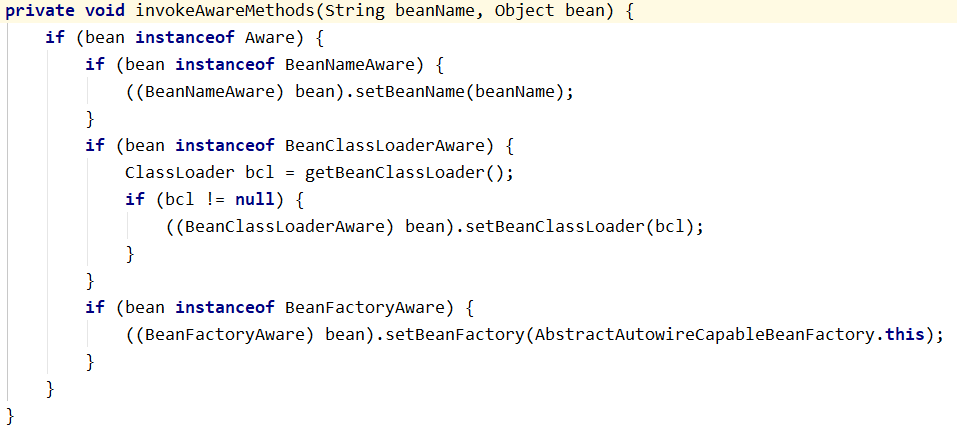 private void invokeAwareMethods(String beanName, Object bean) {
    if (bean instanceof Aware) {
        if (bean instanceof BeanNameAware) {
            ((BeanNameAware) bean).setBeanName(beanName);
        }
        if (bean instanceof BeanClassLoaderAware) {
            ClassLoader bcl = getBeanClassLoader();
            if (bcl != null) {
                ((BeanClassLoaderAware) bean).setBeanClassLoader(bcl);
            }
        }
        if (bean instanceof BeanFactoryAware) {
            ((BeanFactoryAware) bean).setBeanFactory(AbstractAutowireCapableBeanFactory.this);
        }
    }
}